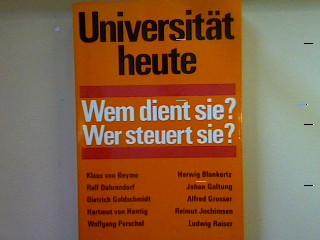 Universität
heute
Wem dient sie?
Wer steuert sie?
Klaus von Beyme
Ralf Dahrendorf
Dietrich Goldschmidt
Hartmut von Hentig
Wolfgang Perschel
Herwig Blankertz
Johan Galtung
Alfred Grosser
Reimut Jochimsen
Ludwig Raiser